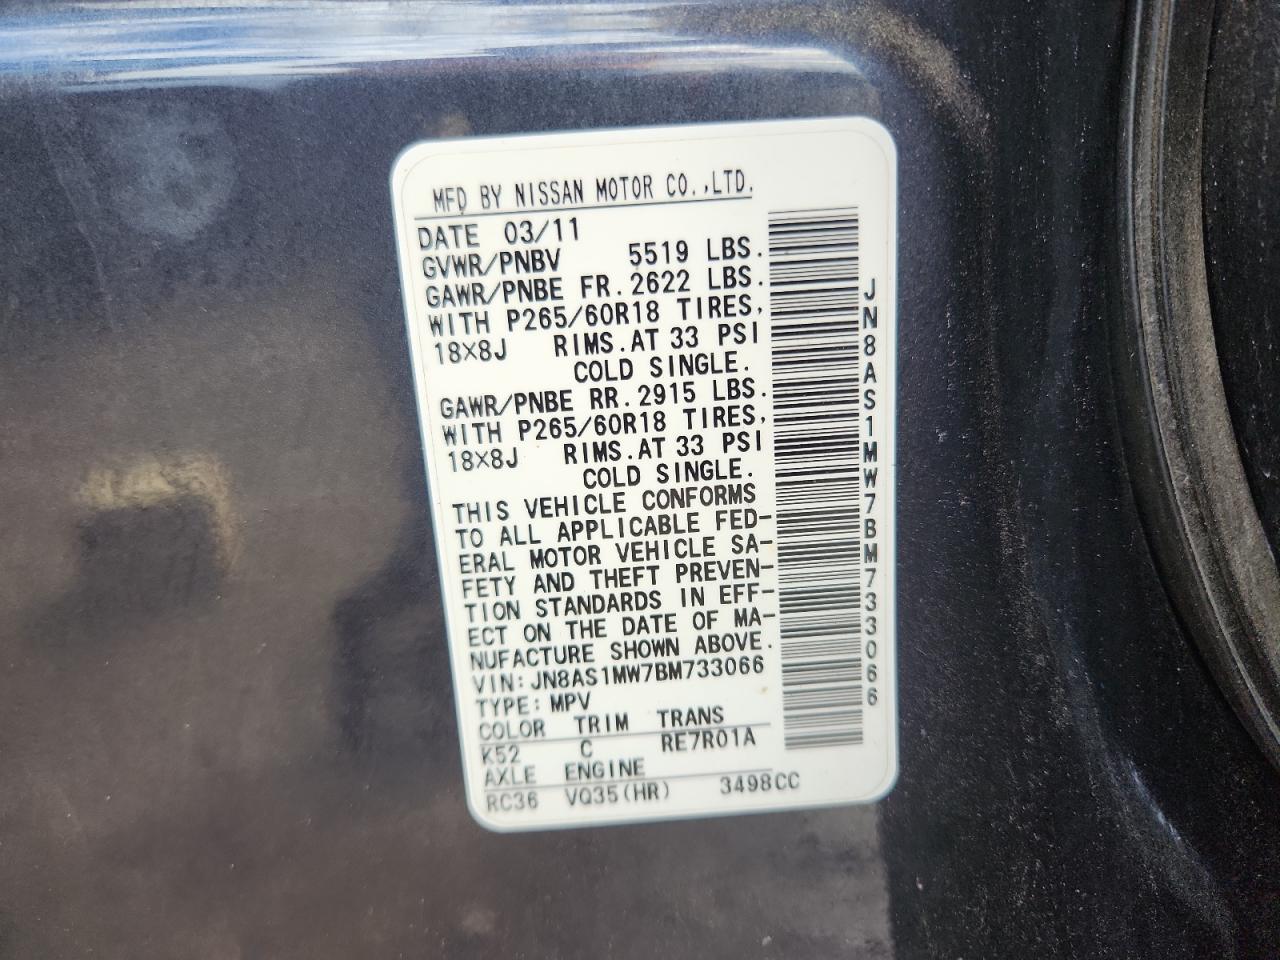 MFD BY NISSAN MOTOR CO.,LTD.
DATE 03/11
GVWR/PNBV 5519 LBS.
GAWR/PNBE FR.2622 LBS.
WITH P265/60R18 TIRES,
18×8J RIMS.AT 33 PSI
COLD SINGLE.
GAWR/PNBE RR.2915 LBS.
WITH P265/60R18 TIRES,
18×8J RIMS.AT 33 PSI
COLD SINGLE.
THIS VEHICLE CONFORMS
TO ALL APPLICABLE FED-
ERAL MOTOR VEHICLE SA-
FETY AND THEFT PREVEN-
TION STANDARDS IN EFF-
ECT ON THE DATE OF MA-
NUFACTURE SHOWN ABOVE.
VIN:JN8AS1MW7BM733066
TYPE:MPV
COLOR TRIM TRANS
K52 C RE7R01A
AXLE ENGINE
RC36 VQ35(HR) 3498CC
JN8AS1MW7BM733066